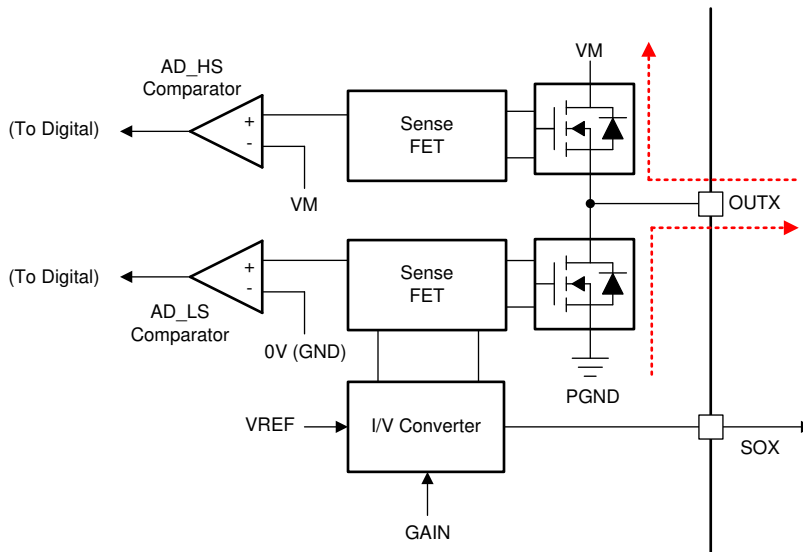 VM
AD_HS
Comparator
(To Digital)
+
-
Sense
FET
VM
OUTX
(To Digital)
+
-
Sense
FET
AD_LS
Comparator
0V (GND)
PGND
VREF
I/V Converter
SOX
GAIN